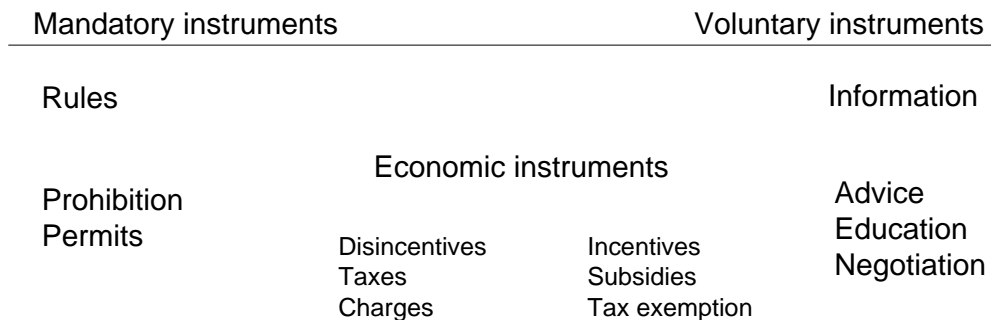 Mandatory instruments
Voluntary instruments
Rules
Information
Economic instruments
Prohibition
Permits
Disincentives
Taxes
Charges
Incentives
Subsidies
Tax exemption
Advice
Education
Negotiation